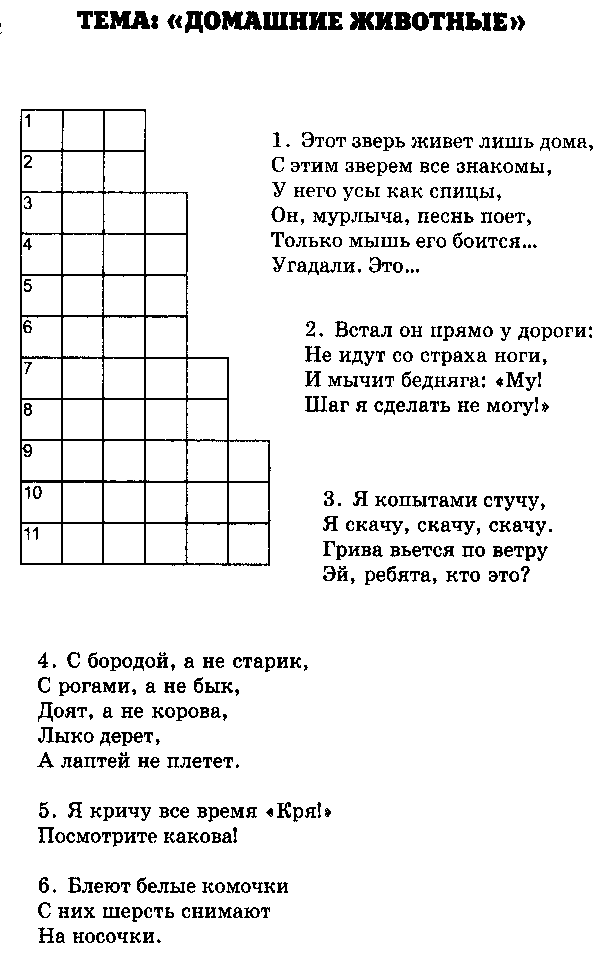 ТЕМА: «ДОМАШНИЕ ЖИВОТНЫЕ»
1
2
3
4
5
6
7
8
9
10
11
1. Этот зверь живет лишь дома,
С этим зверем все знакомы,
У него усы как спицы,
Он, мурлыча, песнь поет,
Только мышь его боится...
Угадали. Это...
2. Встал он прямо у дороги:
Не идут со страха ноги,
И мычит бедняга: «Му!
Шаг я сделать не могу!»
3. Я копытами стучу,
Я скачу, скачу, скачу.
Грива вьется по ветру
Эй, ребята, кто это?
4. С бородой, а не старик,
С рогами, а не бык,
Доят, а не корова,
Лыко дерет,
А лаптей не плетет.
5. Я кричу все время «Кря!»
Посмотрите какова!
6. Блеют белые комочки
С них шерсть снимают
На носочки.